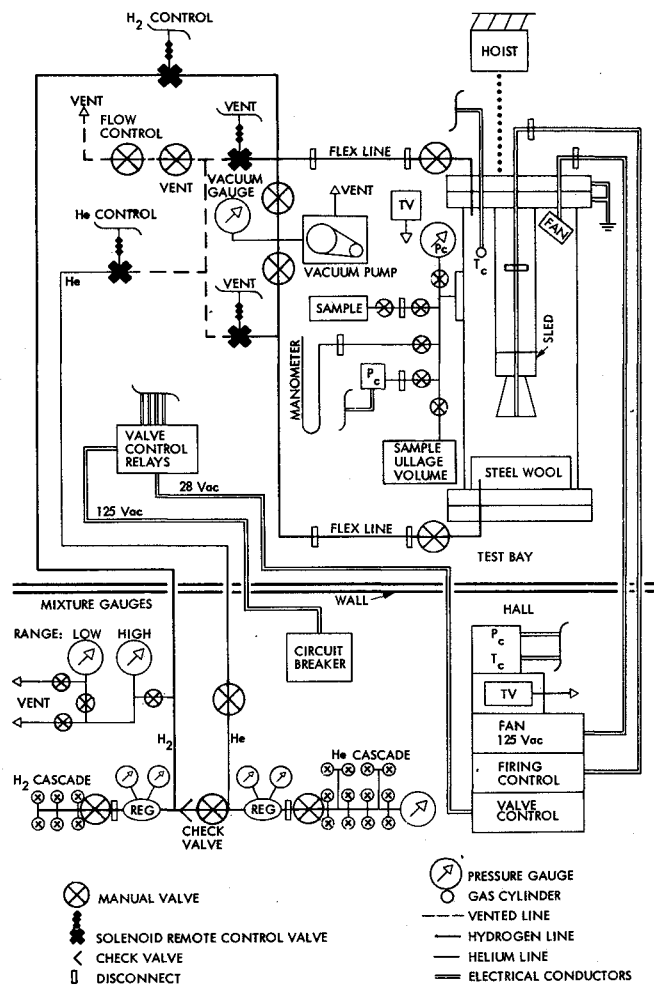 H2 CONTROL
HOIST
VENT
FLOW CONTROL
VENT
VENT
VACUUM GAUGE
FLEX LINE
VENT
TV
FAN
He CONTROL
He
VACUUM PUMP
Pc
Tc
VENT
SAMPLE
SLED
MANOMETER
Pc
VALVE CONTROL RELAYS
SAMPLE ULLAGE VOLUME
STEEL WOOL
28 Vac
125 Vac
FLEX LINE
TEST BAY
WALL
MIXTURE GAUGES
HALL
RANGE: LOW HIGH
Pc
Tc
CIRCUIT BREAKER
VENT
TV
FAN 125 Vac
H2
He
FIRING CONTROL
H2 CASCADE
He CASCADE
VALVE CONTROL
REG
REG
CHECK VALVE
MANUAL VALVE
SOLENOID REMOTE CONTROL VALVE
CHECK VALVE
DISCONNECT
PRESSURE GAUGE
GAS CYLINDER
VENTED LINE
HYDROGEN LINE
HELIUM LINE
ELECTRICAL CONDUCTORS